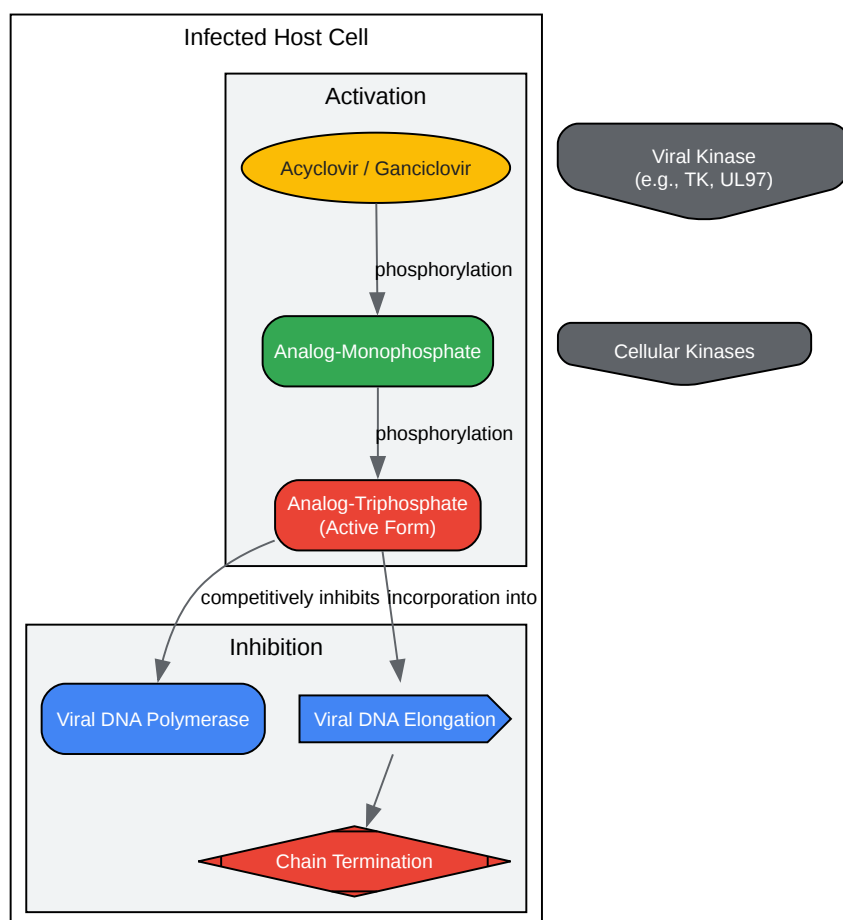 Infected Host Cell
Activation
Acyclovir / Ganciclovir
Viral Kinase
(e.g., TK, UL97)
phosphorylation
Analog-Monophosphate
Cellular Kinases
phosphorylation
Analog-Triphosphate
(Active Form)
competitively inhibits
incorporation into
Inhibition
Viral DNA Polymerase
Viral DNA Elongation
Chain Termination